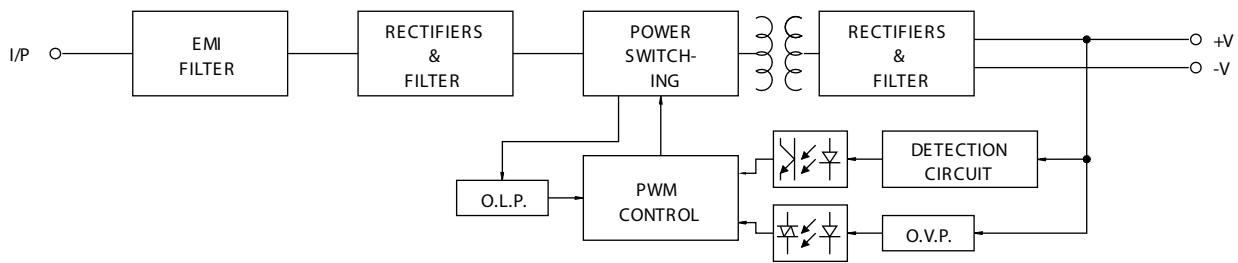 I/P
EMI
FILTER
RECTIFIERS
&
FILTER
POWER
SWITCH-
ING
RECTIFIERS
&
FILTER
+V
-V
O.L.P.
PWM
CONTROL
DETECTION
CIRCUIT
O.V.P.